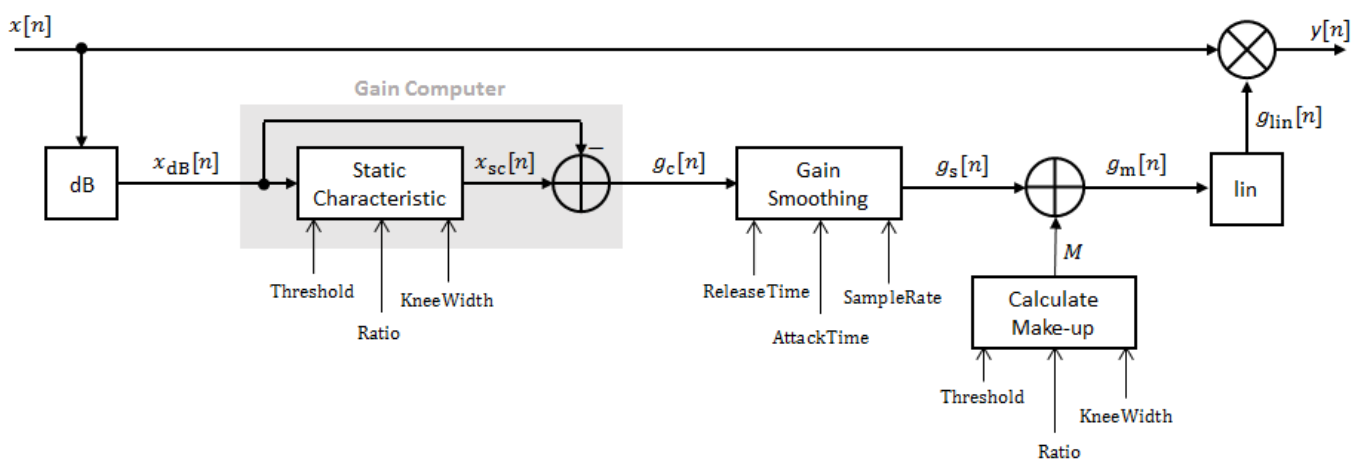 x[n]
y[n]
Gain Computer
g_lin[n]
dB
x_dB[n]
Static
Characteristic
x_sc[n]
−
g_c[n]
Gain
Smoothing
g_s[n]
g_m[n]
lin
M
Threshold
KneeWidth
Ratio
ReleaseTime
SampleRate
AttackTime
Calculate
Make-up
Threshold
KneeWidth
Ratio